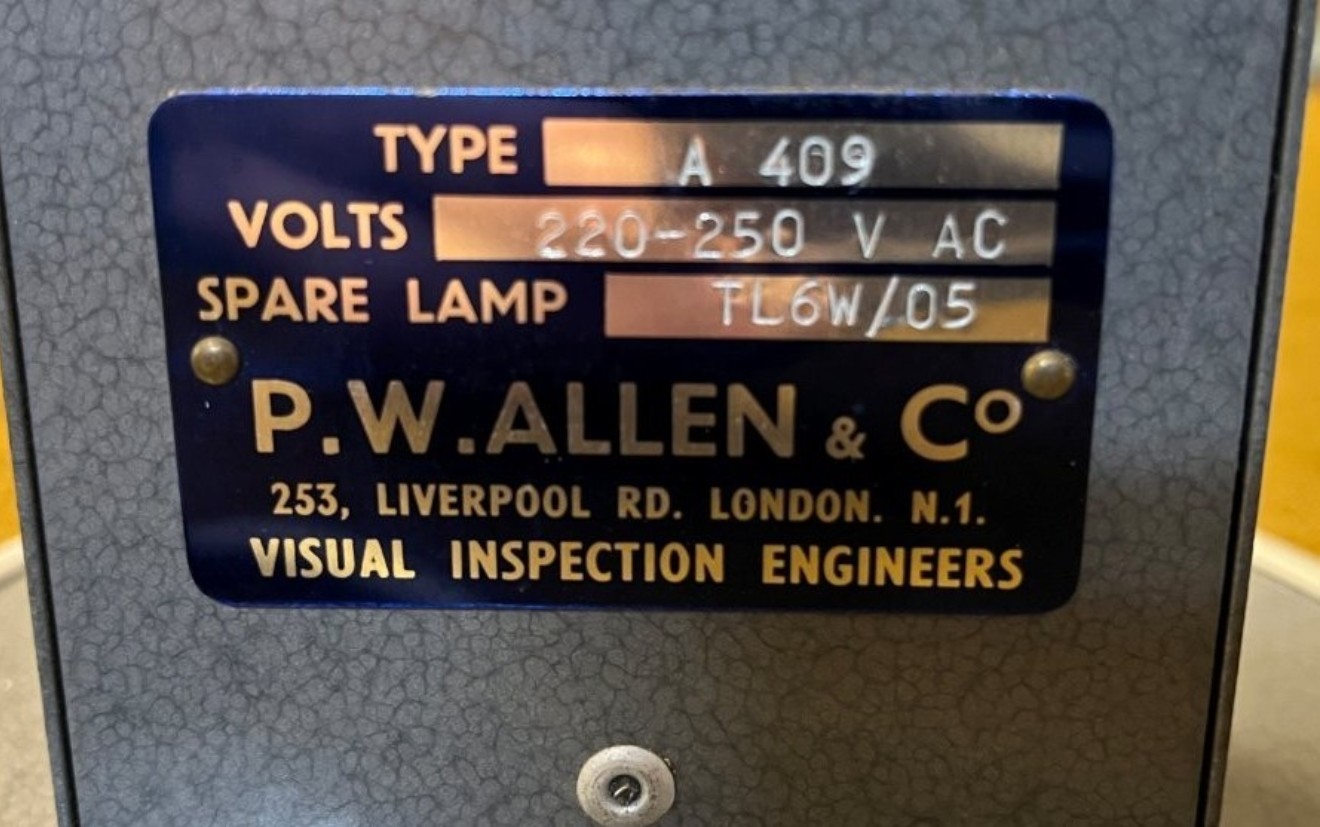 TYPE A 409
VOLTS 220-250 V AC
SPARE LAMP TL6W/05
P.W.ALLEN & Cº
253, LIVERPOOL RD. LONDON. N.1.
VISUAL INSPECTION ENGINEERS